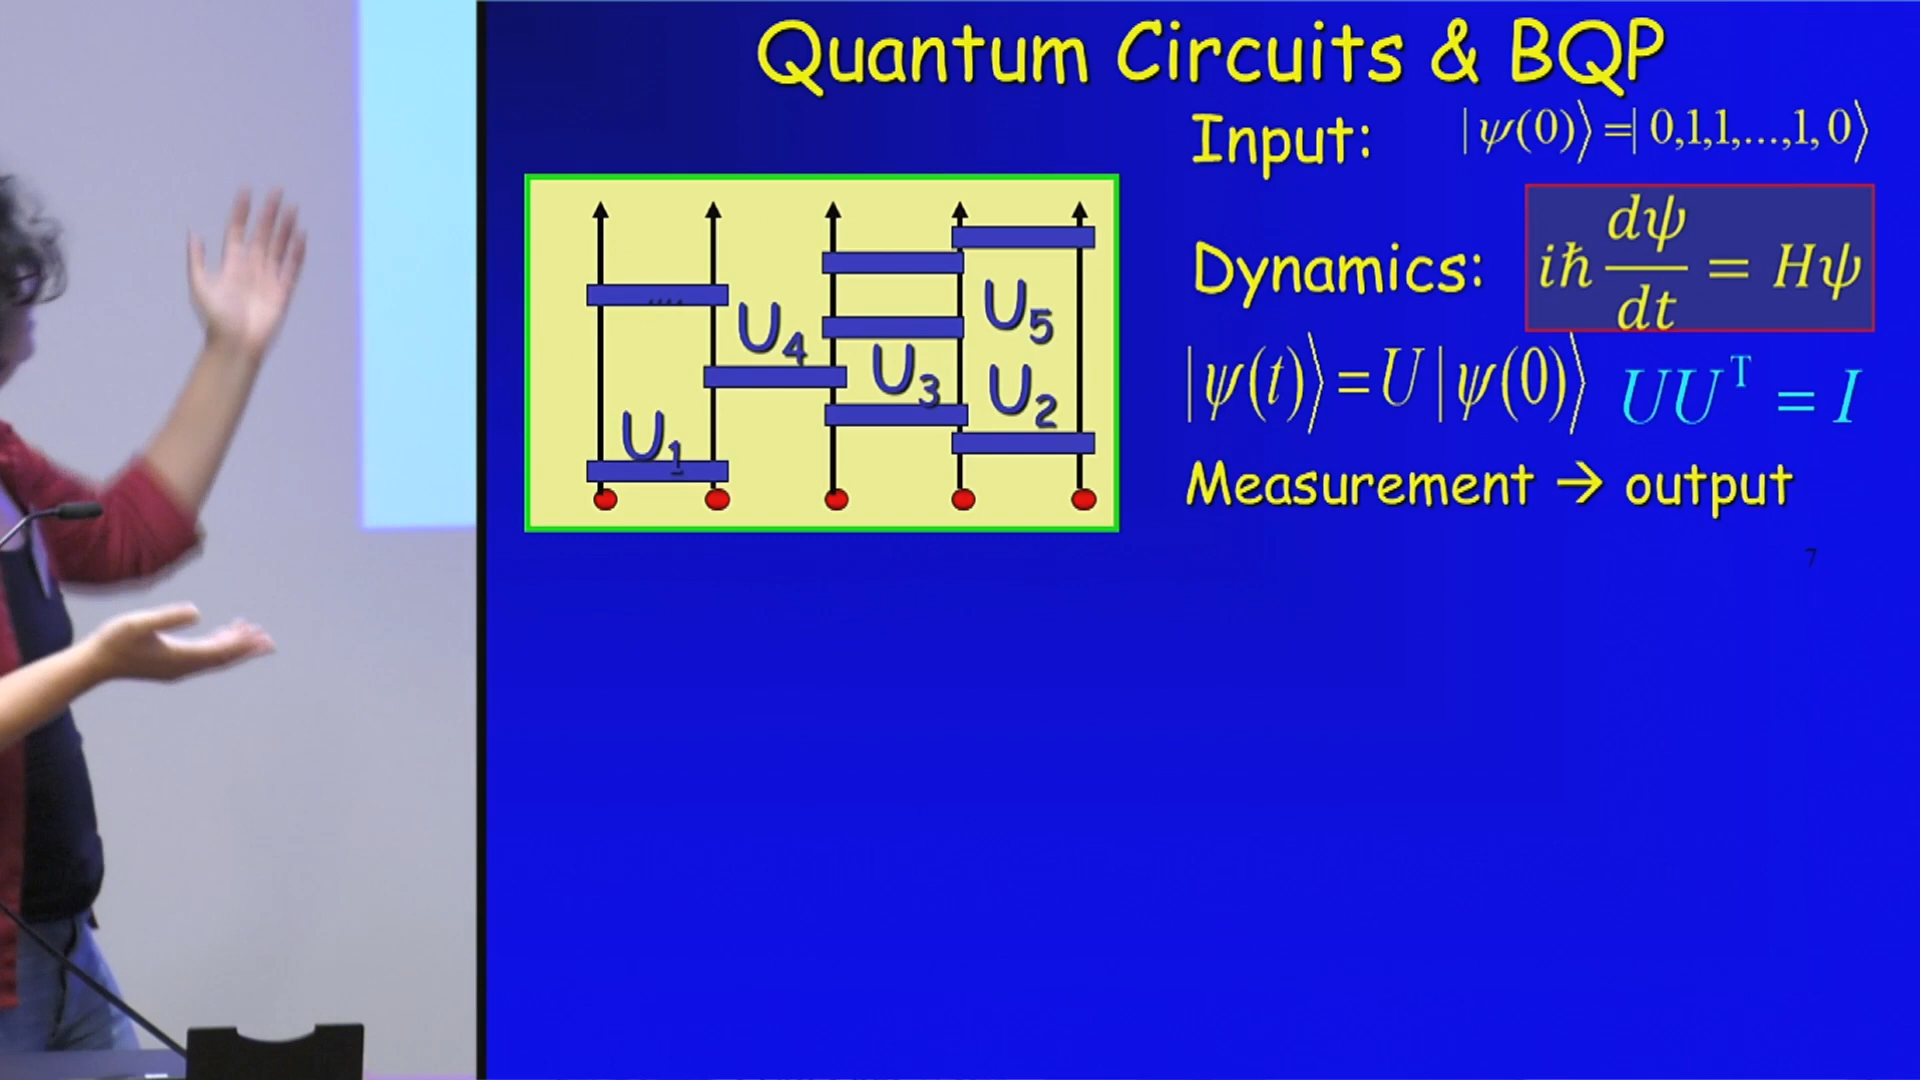 Quantum Circuits & BQP
Input: |ψ(0)⟩=|0,1,1,...,1,0⟩
Dynamics: iℏ dψ/dt = Hψ
|ψ(t)⟩=U|ψ(0)⟩ UUᵀ = I
Measurement → output
....
U₄
U₅
U₃
U₂
U₁
7